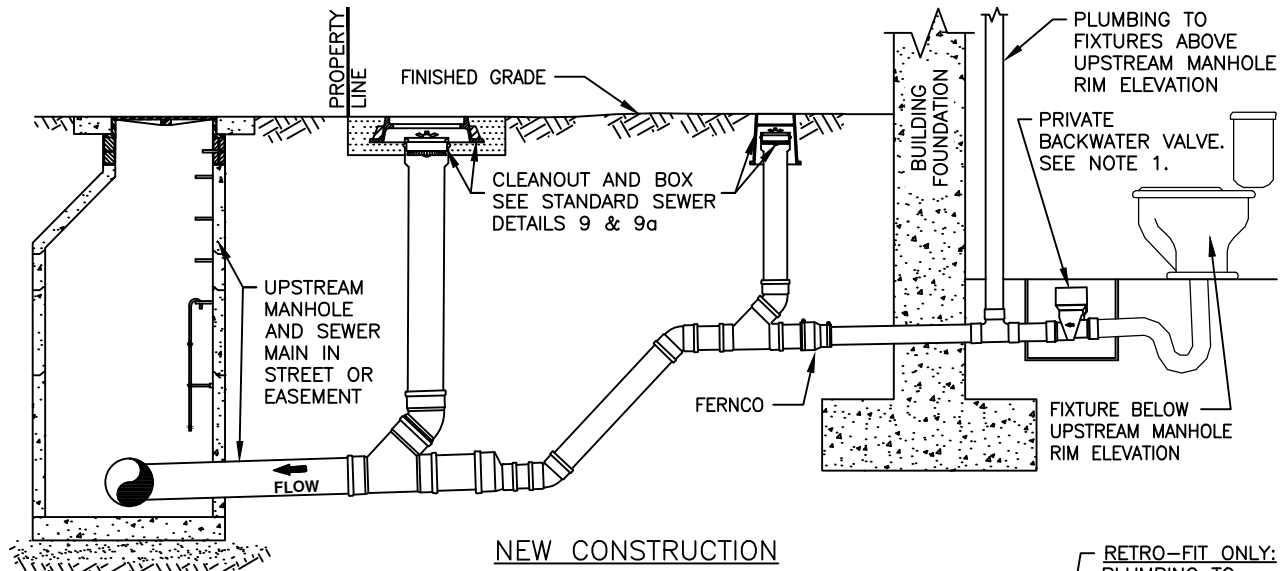 PROPERTY
LINE
FINISHED GRADE
PLUMBING TO
FIXTURES ABOVE
UPSTREAM MANHOLE
RIM ELEVATION
BUILDING
FOUNDATION
PRIVATE
BACKWATER VALVE.
SEE NOTE 1.
CLEANOUT AND BOX
SEE STANDARD SEWER
DETAILS 9 & 9a
UPSTREAM
MANHOLE
AND SEWER
MAIN IN
STREET OR
EASEMENT
FERNCO
FIXTURE BELOW
UPSTREAM MANHOLE
RIM ELEVATION
FLOW
NEW CONSTRUCTION
RETRO-FIT ONLY:
PLUMBING TO